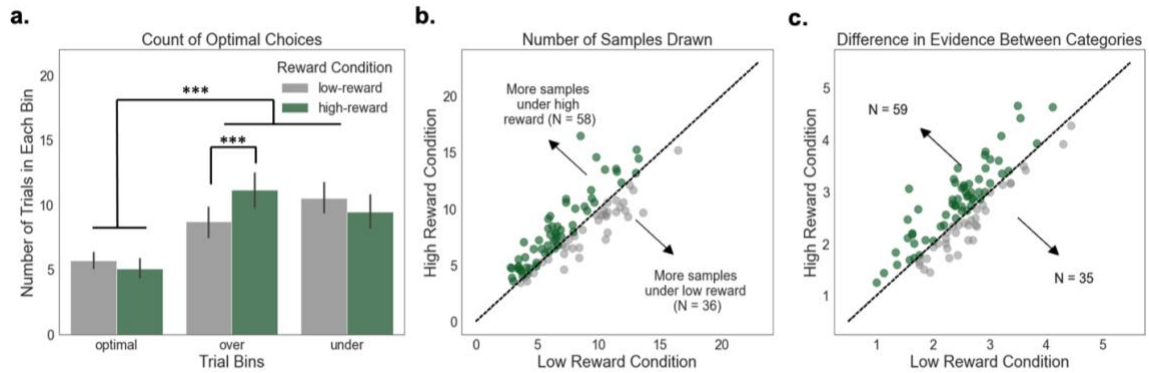 a.
Count of Optimal Choices
Number of Trials in Each Bin
20
15
10
5
0
Reward Condition
low-reward
high-reward
***
***
optimal
over
under
Trial Bins
b.
Number of Samples Drawn
High Reward Condition
20
15
10
5
0
More samples
under high
reward (N = 58)
More samples
under low reward
(N = 36)
0
5
10
15
20
Low Reward Condition
c.
Difference in Evidence Between Categories
High Reward Condition
5
4
3
2
1
N = 59
N = 35
1
2
3
4
5
Low Reward Condition